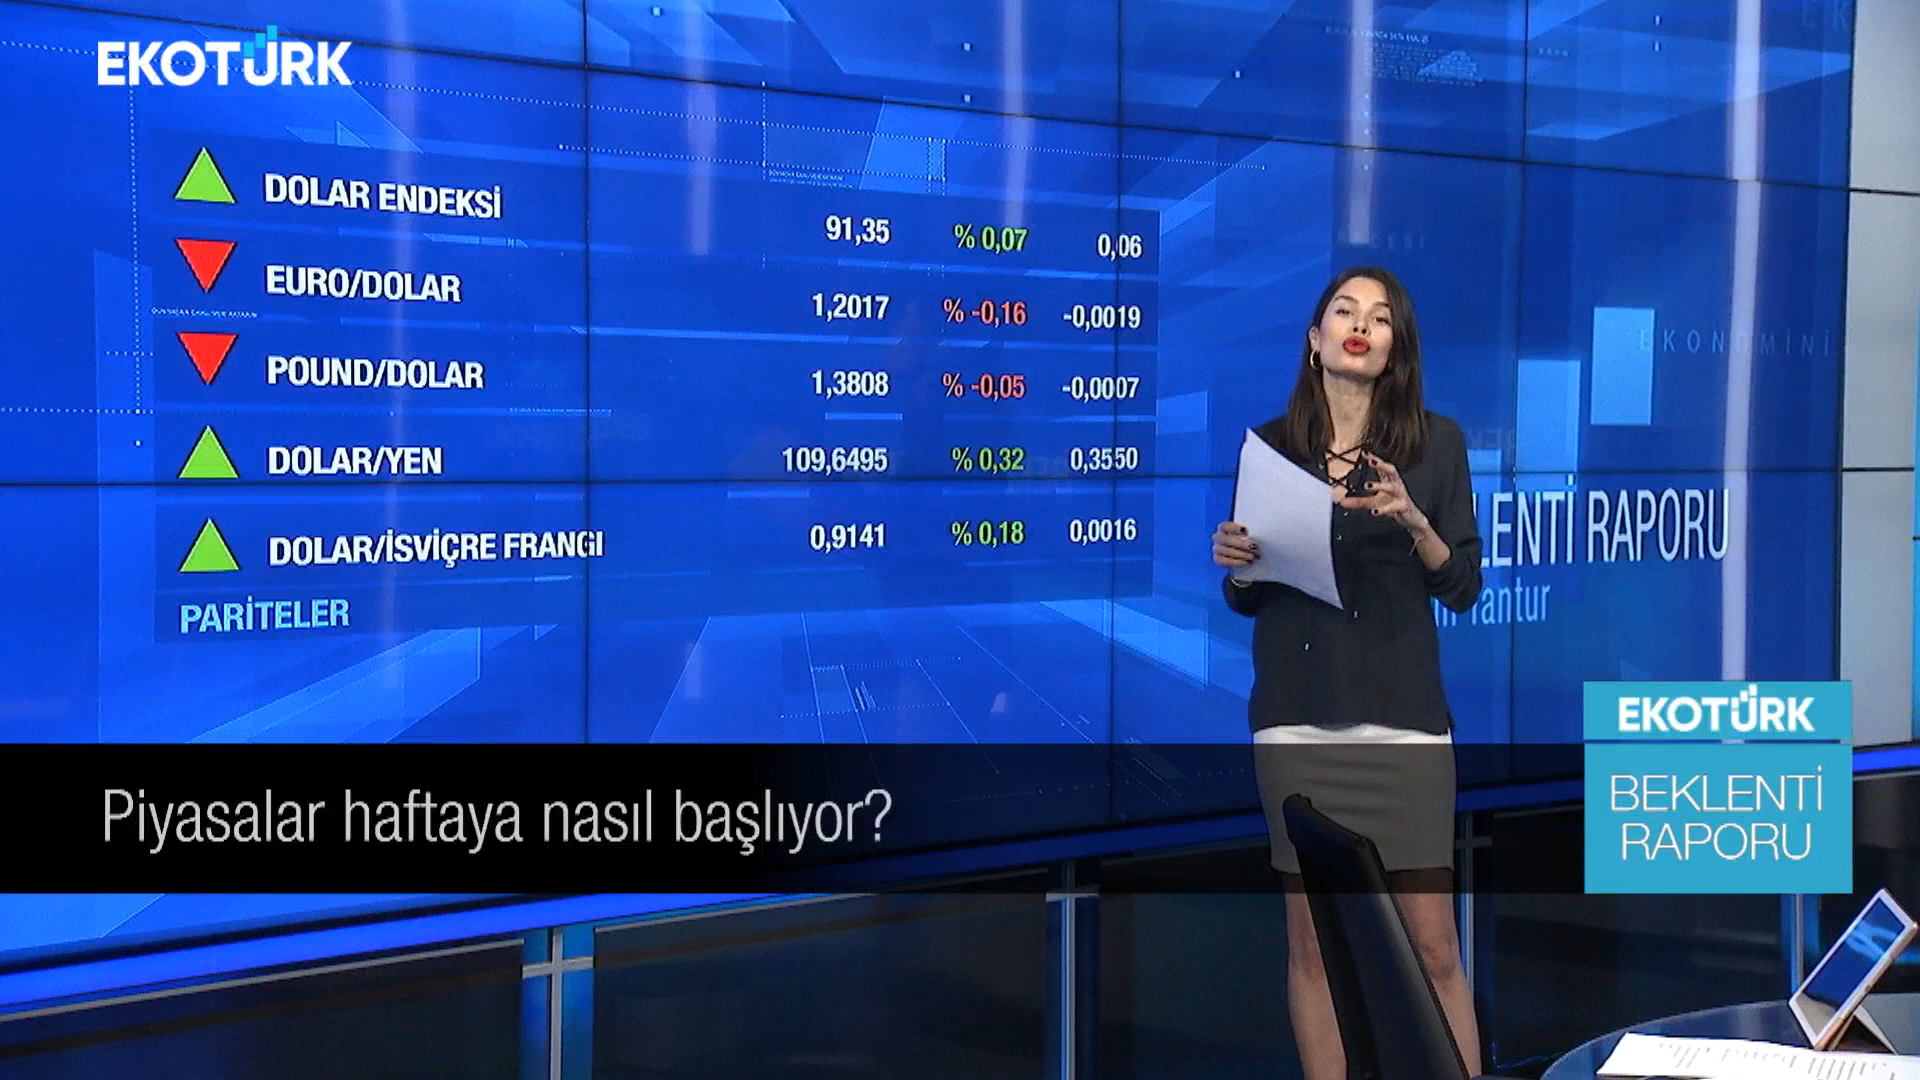 EKOTÜRK
DOLAR ENDEKSİ 91,35 % 0,07 0,06
EURO/DOLAR 1,2017 % -0,16 -0,0019
POUND/DOLAR 1,3808 % -0,05 -0,0007
DOLAR/YEN 109,6495 % 0,32 0,3550
DOLAR/İSVİÇRE FRANGI 0,9141 % 0,18 0,0016
PARİTELER
EKONOMİNİ
LENTİ RAPORU
Tantur
EKOTÜRK
BEKLENTİ
RAPORU
Piyasalar haftaya nasıl başlıyor?